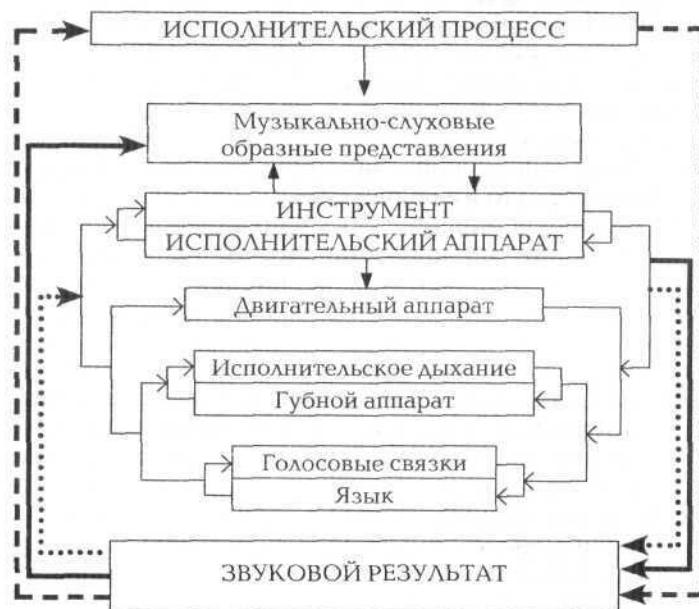 ИСПОЛНИТЕЛЬСКИЙ ПРОЦЕСС
Музыкально-слуховые
образные представления
ИНСТРУМЕНТ
ИСПОЛНИТЕЛЬСКИЙ АППАРАТ
Двигательный аппарат
Исполнительское дыхание
Губной аппарат
Голосовые связки
Язык
ЗВУКОВОЙ РЕЗУЛЬТАТ